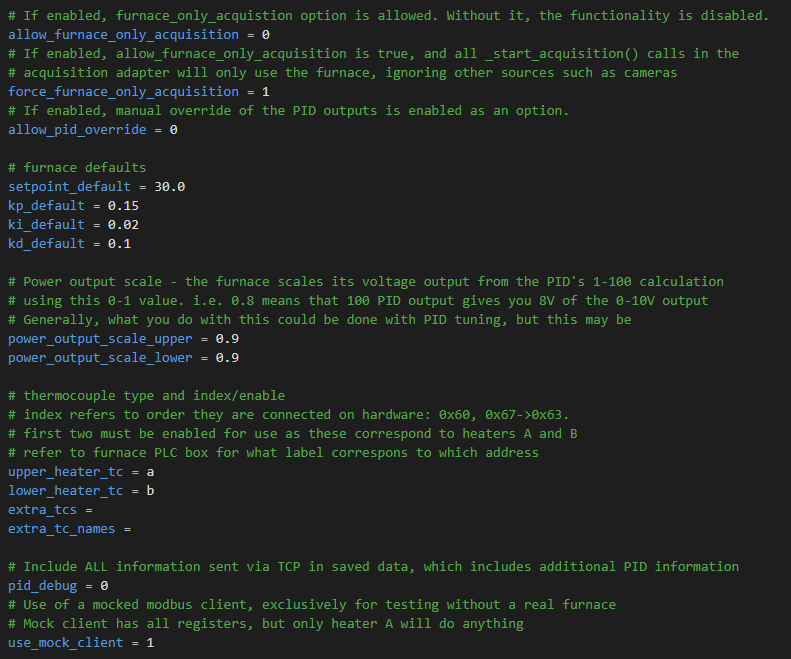 # If enabled, furnace_only_acquistion option is allowed. Without it, the functionality is disabled.
allow_furnace_only_acquisition = 0
# If enabled, allow_furnace_only_acquisition is true, and all _start_acquisition() calls in the
# acquisition adapter will only use the furnace, ignoring other sources such as cameras
force_furnace_only_acquisition = 1
# If enabled, manual override of the PID outputs is enabled as an option.
allow_pid_override = 0

# furnace defaults
setpoint_default = 30.0
kp_default = 0.15
ki_default = 0.02
kd_default = 0.1

# Power output scale - the furnace scales its voltage output from the PID's 1-100 calculation
# using this 0-1 value. i.e. 0.8 means that 100 PID output gives you 8V of the 0-10V output
# Generally, what you do with this could be done with PID tuning, but this may be
power_output_scale_upper = 0.9
power_output_scale_lower = 0.9

# thermocouple type and index/enable
# index refers to order they are connected on hardware: 0x60, 0x67->0x63.
# first two must be enabled for use as these correspond to heaters A and B
# refer to furnace PLC box for what label correspons to which address
upper_heater_tc = a
lower_heater_tc = b
extra_tcs =
extra_tc_names =

# Include ALL information sent via TCP in saved data, which includes additional PID information
pid_debug = 0
# Use of a mocked modbus client, exclusively for testing without a real furnace
# Mock client has all registers, but only heater A will do anything
use_mock_client = 1